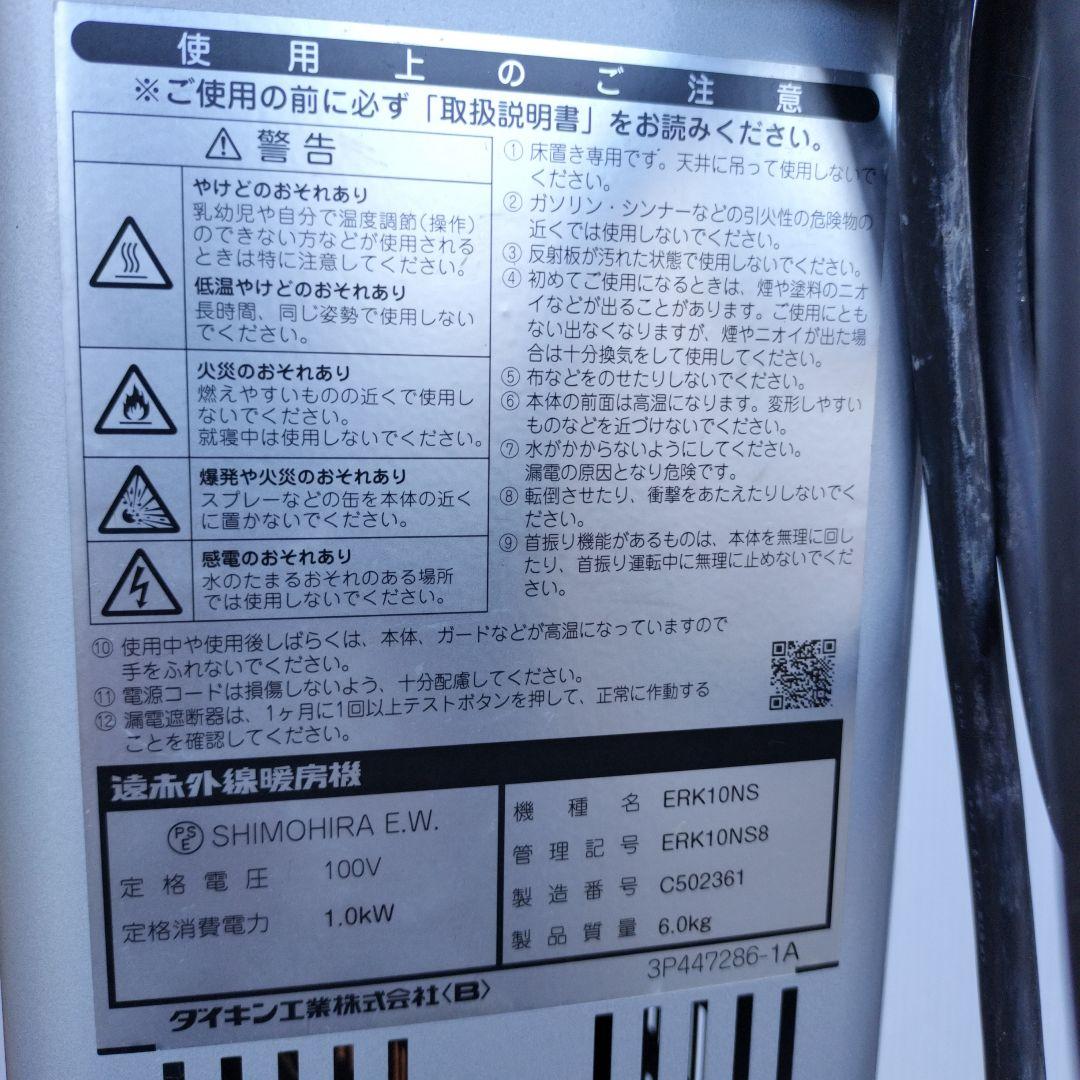 使用上のご注意
※ご使用の前に必ず「取扱説明書」をお読みください。
⚠ 警告
やけどのおそれあり
乳幼児や自分で温度調節(操作)
のできない方などが使用される
ときは特に注意してください。
低温やけどのおそれあり
長時間、同じ姿勢で使用しない
でください。
火災のおそれあり
燃えやすいものの近くで使用し
ないでください。
就寝中は使用しないでください。
爆発や火災のおそれあり
スプレーなどの缶を本体の近く
に置かないでください。
感電のおそれあり
水のたまるおそれのある場所
では使用しないでください。
① 床置き専用です。天井に吊って使用しないで
ください。
② ガソリン・シンナーなどの引火性の危険物の
近くでは使用しないでください。
③ 反射板が汚れた状態で使用しないでください。
④ 初めてご使用になるときは、煙や塗料のニオ
イなどが出ることがあります。ご使用にとも
ない出なくなりますが、煙やニオイが出た場
合は十分換気をして使用してください。
⑤ 布などをのせたりしないでください。
⑥ 本体の前面は高温になります。変形しやすい
ものなどを近づけないでください。
⑦ 水がかからないようにしてください。
漏電の原因となり危険です。
⑧ 転倒させたり、衝撃をあたえたりしないでく
ださい。
⑨ 首振り機能があるものは、本体を無理に回し
たり、首振り運転中に無理に止めないでくだ
さい。
⑩ 使用中や使用後しばらくは、本体、ガードなどが高温になっていますので
手をふれないでください。
⑪ 電源コードは損傷しないよう、十分配慮してください。
⑫ 漏電遮断器は、1ヶ月に1回以上テストボタンを押して、正常に作動する
ことを確認してください。
遠赤外線暖房機
PSE SHIMOHIRA E.W.
定格電圧 100V
定格消費電力 1.0kW
機種名 ERK10NS
管理記号 ERK10NS8
製造番号 C502361
製品質量 6.0kg
3P447286-1A
ダイキン工業株式会社〈B〉